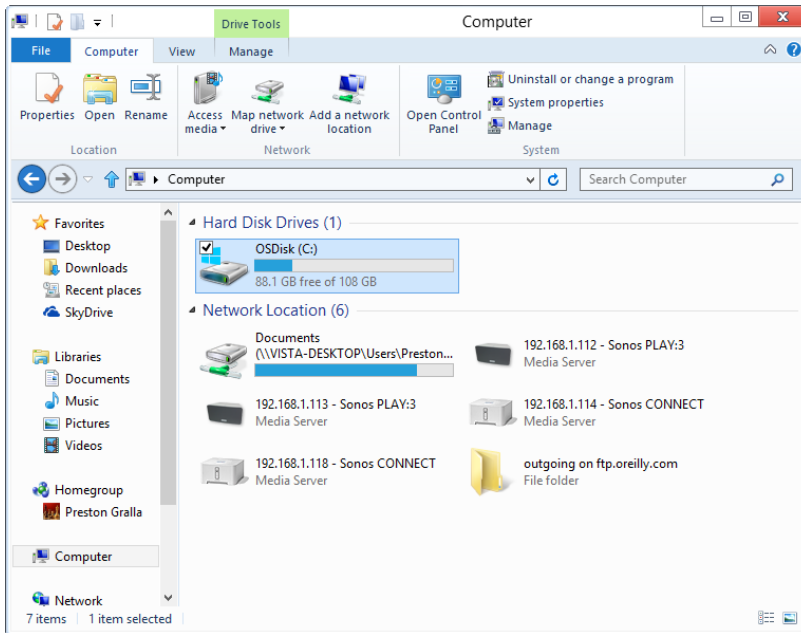 Drive Tools
Computer
File
Computer
View
Manage
Properties
Open
Rename
Access media
Map network drive
Add a network location
Open Control Panel
Uninstall or change a program
System properties
Manage
Location
Network
System
Computer
Search Computer
Favorites
Desktop
Downloads
Recent places
SkyDrive
Libraries
Documents
Music
Pictures
Videos
Homegroup
Preston Gralla
Computer
Network
Hard Disk Drives (1)
OSDisk (C:)
88.1 GB free of 108 GB
Network Location (6)
Documents
(\\VISTA-DESKTOP\Users\Preston...
192.168.1.112 - Sonos PLAY:3
Media Server
192.168.1.113 - Sonos PLAY:3
Media Server
192.168.1.114 - Sonos CONNECT
Media Server
192.168.1.118 - Sonos CONNECT
Media Server
outgoing on ftp.oreilly.com
File folder
7 items
1 item selected